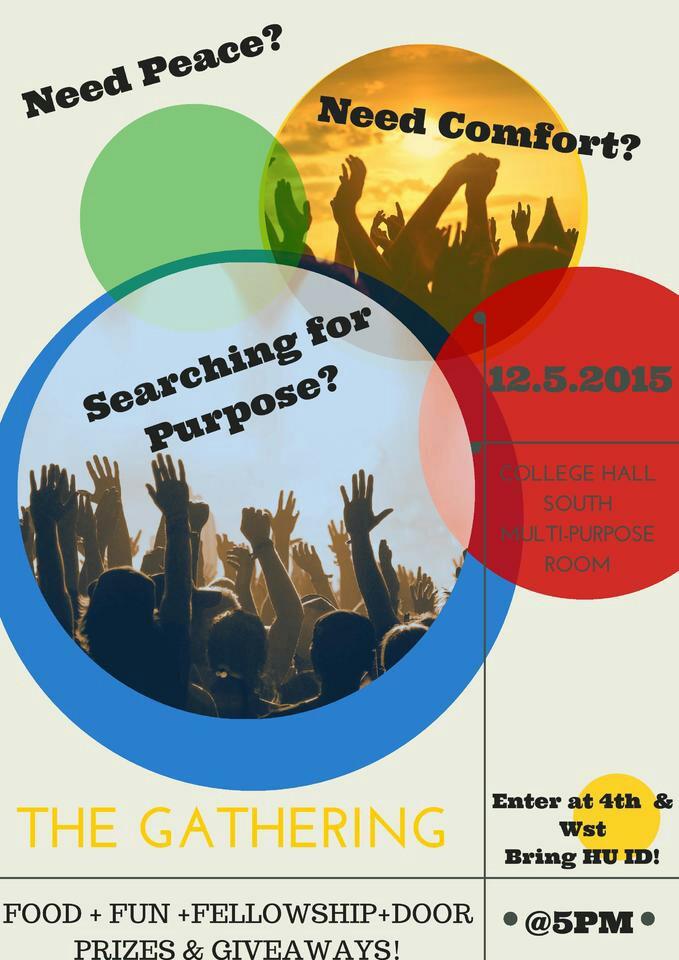 Need Peace?
Need Comfort?
Searching for
Purpose?
12.5.2015
COLLEGE HALL
SOUTH
MULTI-PURPOSE
ROOM
THE GATHERING
Enter at 4th &
Wst
Bring HU ID!
FOOD + FUN +FELLOWSHIP+DOOR
PRIZES & GIVEAWAYS!
@5PM